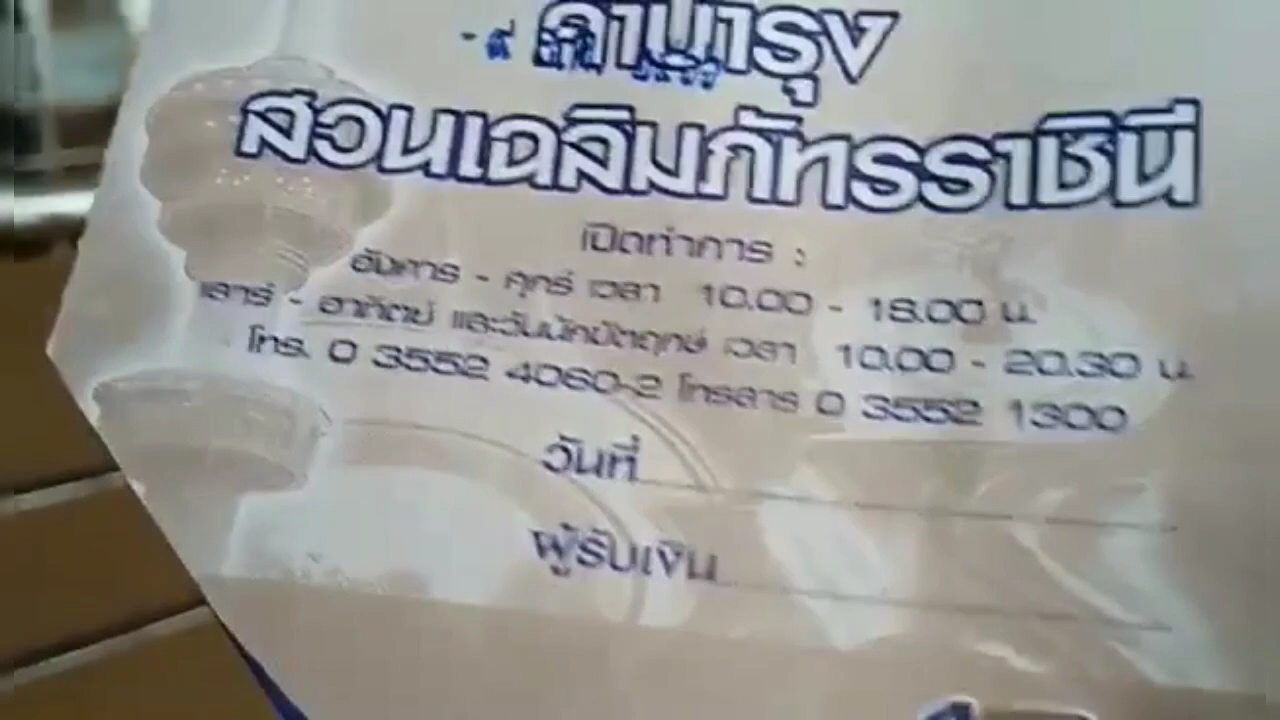 ค่าบำรุง
สวนเฉลิมภัทรราชินี
เปิดทำการ :
อังคาร - ศุกร์ เวลา 10.00 - 18.00 น.
เสาร์ - อาทิตย์ และวันนักขัตฤกษ์ เวลา 10.00 - 20.30 น.
โทร. 0 3552 4060-2 โทรสาร 0 3552 1300
วันที่
ผู้รับเงิน